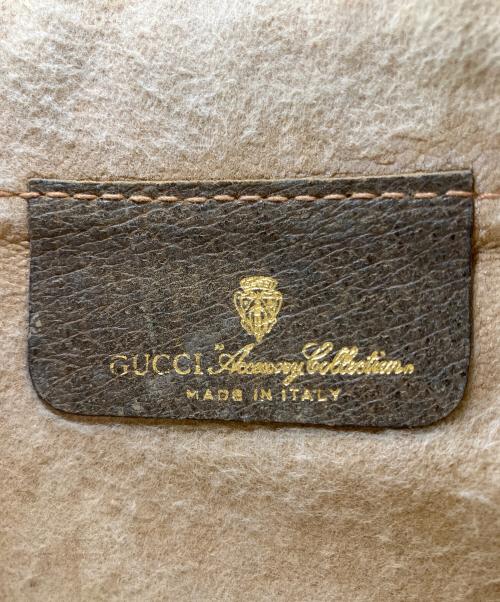 GUCCI "Accessory Collection"
MADE IN ITALY